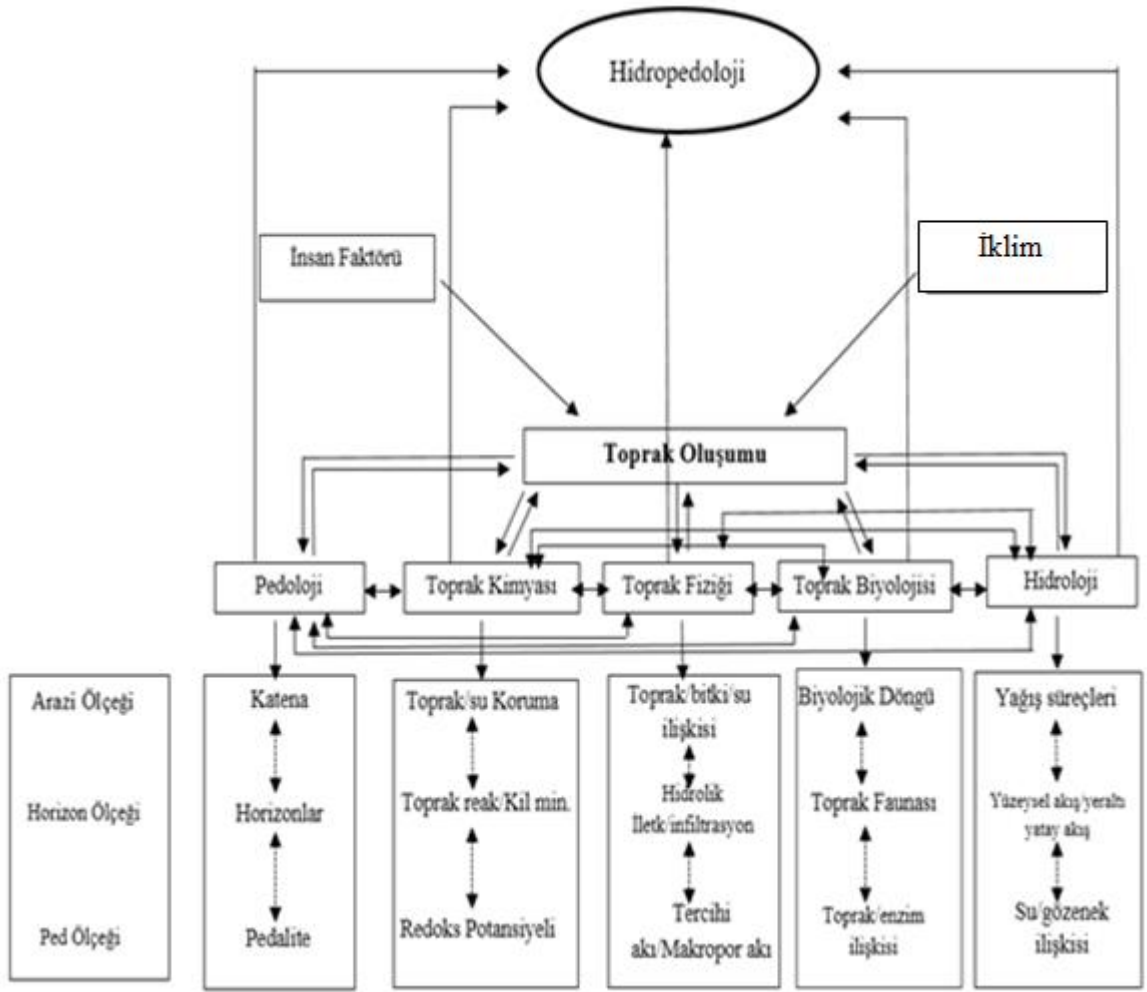 Hidropedoloji
İnsan Faktörü
İklim
Toprak Oluşumu
Pedoloji
Toprak Kimyası
Toprak Fiziği
Toprak Biyolojisi
Hidroloji
Arazi Ölçeği
Horizon Ölçeği
Ped Ölçeği
Katena
Horizonlar
Pedalite
Toprak/su Koruma
Toprak reak/Kil min.
Redoks Potansiyeli
Toprak/bitki/su
ilişkisi
Hidrolik
İletk/infiltrasyon
Tercihi
akı/Makropor akı
Biyolojik Döngü
Toprak Faunası
Toprak/enzim
ilişkisi
Yağış süreçleri
Yüzeysel akış/yeraltı
yatay akış
Su/gözenek
ilişkisi